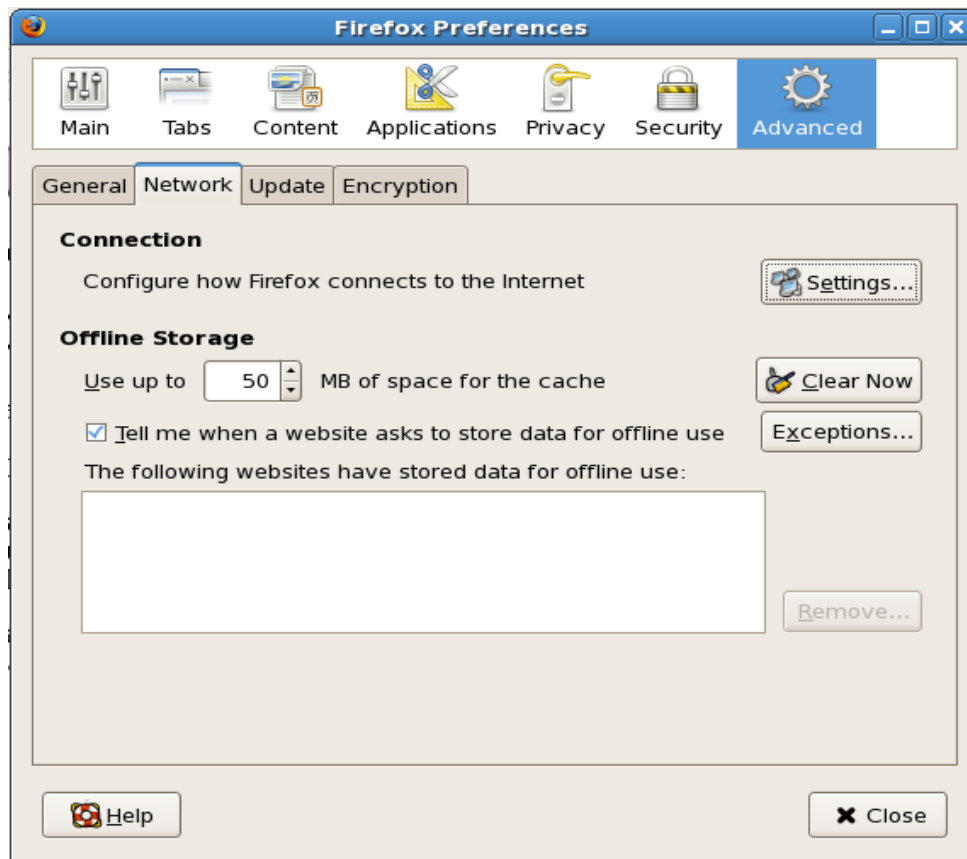 Firefox Preferences
Main Tabs Content Applications Privacy Security Advanced
General Network Update Encryption
Connection
Configure how Firefox connects to the Internet Settings...
Offline Storage
Use up to 50 MB of space for the cache Clear Now
Tell me when a website asks to store data for offline use Exceptions...
The following websites have stored data for offline use:
Remove...
Help Close